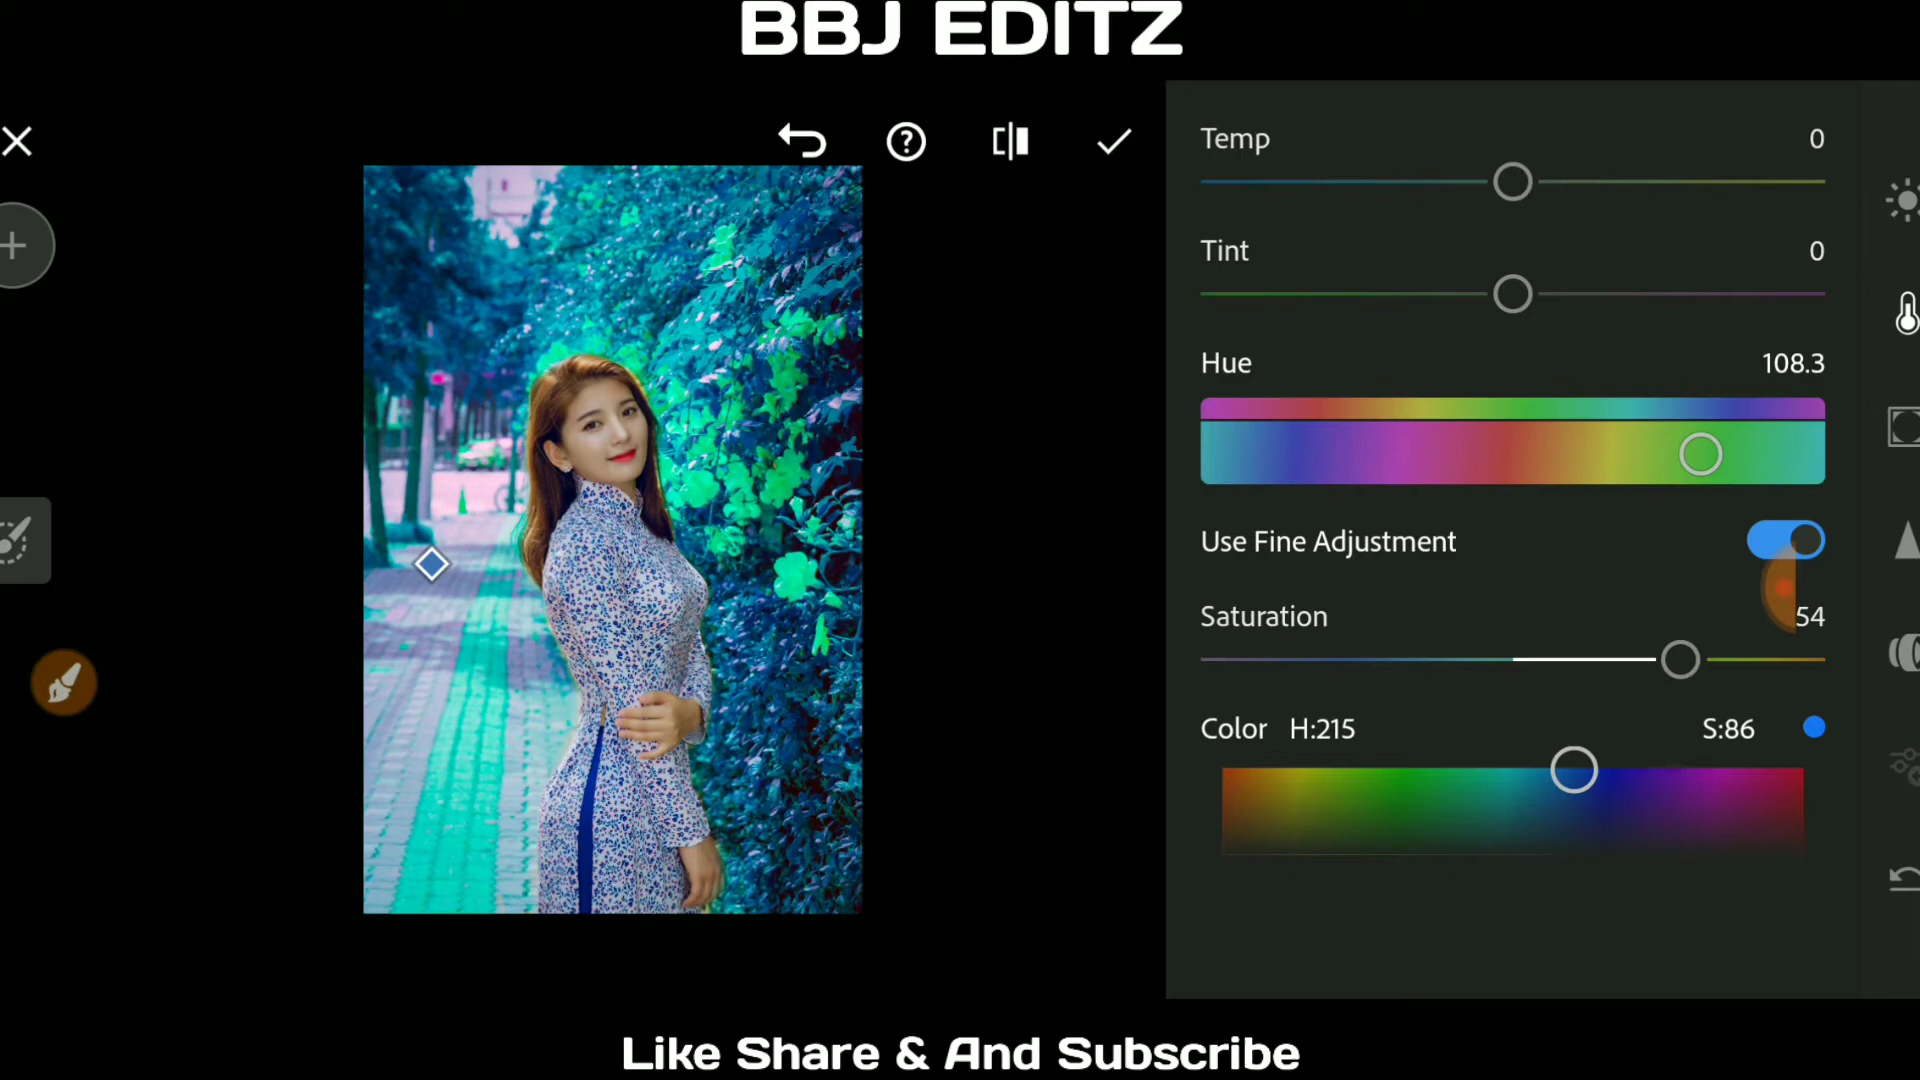 BBJ EDITZ
Temp 0
Tint 0
Hue 108.3
Use Fine Adjustment
Saturation 54
Color H:215 S:86
Like Share & And Subscribe